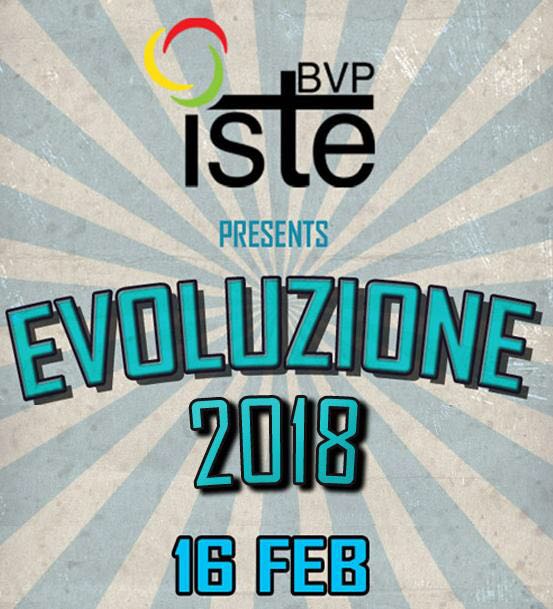 BVP
iste
PRESENTS
EVOLUZIONE
2018
16 FEB